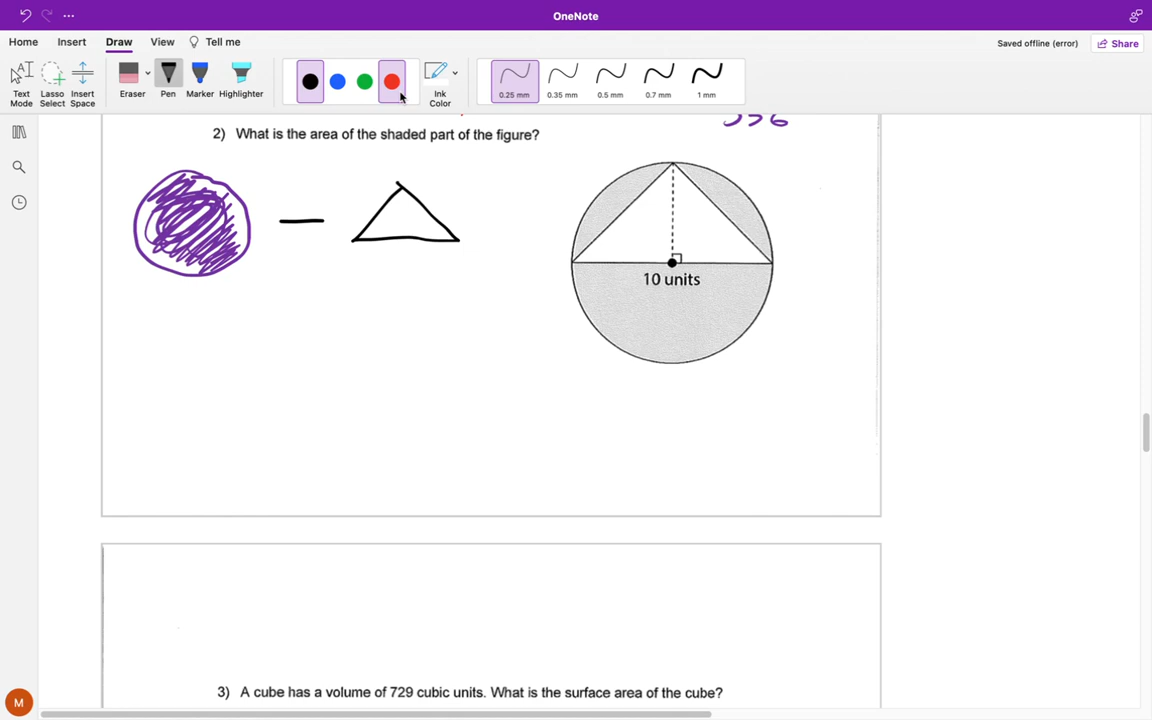 OneNote
Home Insert Draw View Tell me
Saved offline (error) Share
Text Mode
Lasso Select
Insert Space
Eraser
Pen
Marker
Highlighter
Ink Color
0.25 mm 0.35 mm 0.5 mm 0.7 mm 1 mm
2) What is the area of the shaded part of the figure?
10 units
3) A cube has a volume of 729 cubic units. What is the surface area of the cube?
M